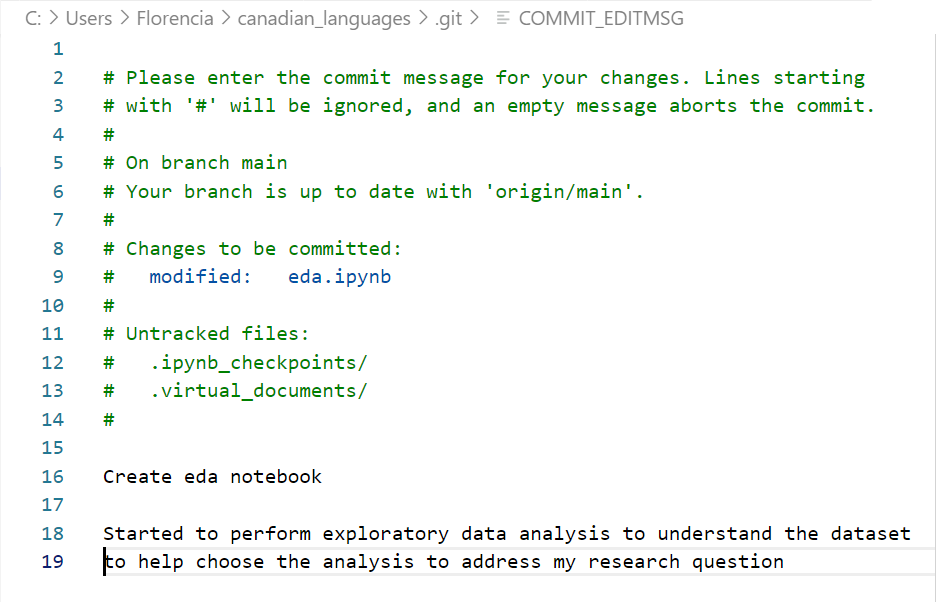 C: > Users > Florencia > canadian_languages > .git > COMMIT_EDITMSG
1
2 # Please enter the commit message for your changes. Lines starting
3 # with '#' will be ignored, and an empty message aborts the commit.
4 #
5 # On branch main
6 # Your branch is up to date with 'origin/main'.
7 #
8 # Changes to be committed:
9 #   modified:   eda.ipynb
10 #
11 # Untracked files:
12 #   .ipynb_checkpoints/
13 #   .virtual_documents/
14 #
15
16 Create eda notebook
17
18 Started to perform exploratory data analysis to understand the dataset
19 to help choose the analysis to address my research question